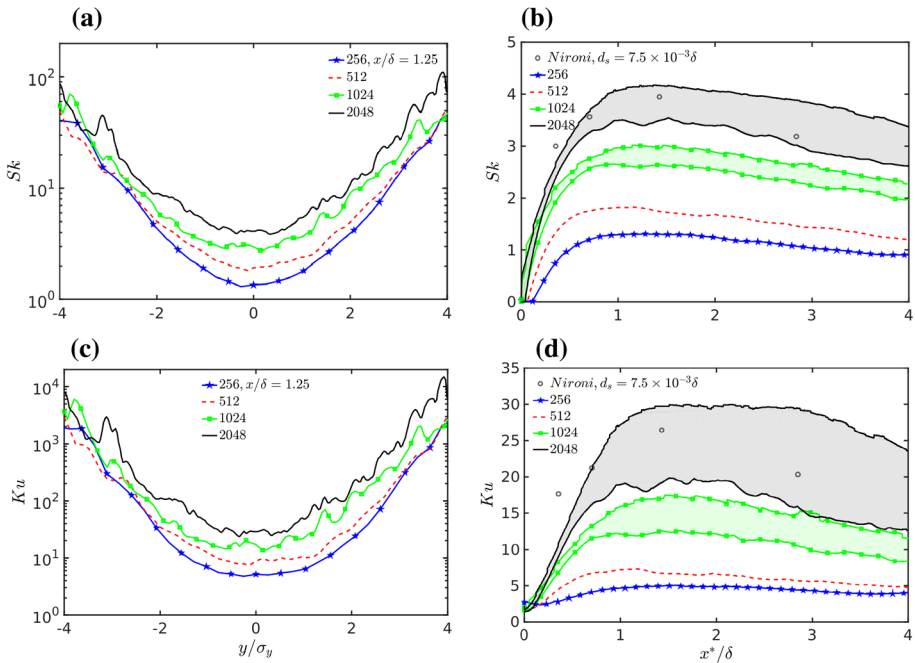 (a)
256, x/δ = 1.25
512
1024
2048
10^2
10^1
10^0
Sk
-4 -2 0 2 4
(b)
Nironi, d_s = 7.5 × 10^{-3}δ
256
512
1024
2048
5
4
3
2
1
0
Sk
0 1 2 3 4
(c)
256, x/δ = 1.25
512
1024
2048
10^4
10^3
10^2
10^1
10^0
Ku
-4 -2 0 2 4
y/σ_y
(d)
Nironi, d_s = 7.5 × 10^{-3}δ
256
512
1024
2048
35
30
25
20
15
10
5
0
Ku
0 1 2 3 4
x*/δ